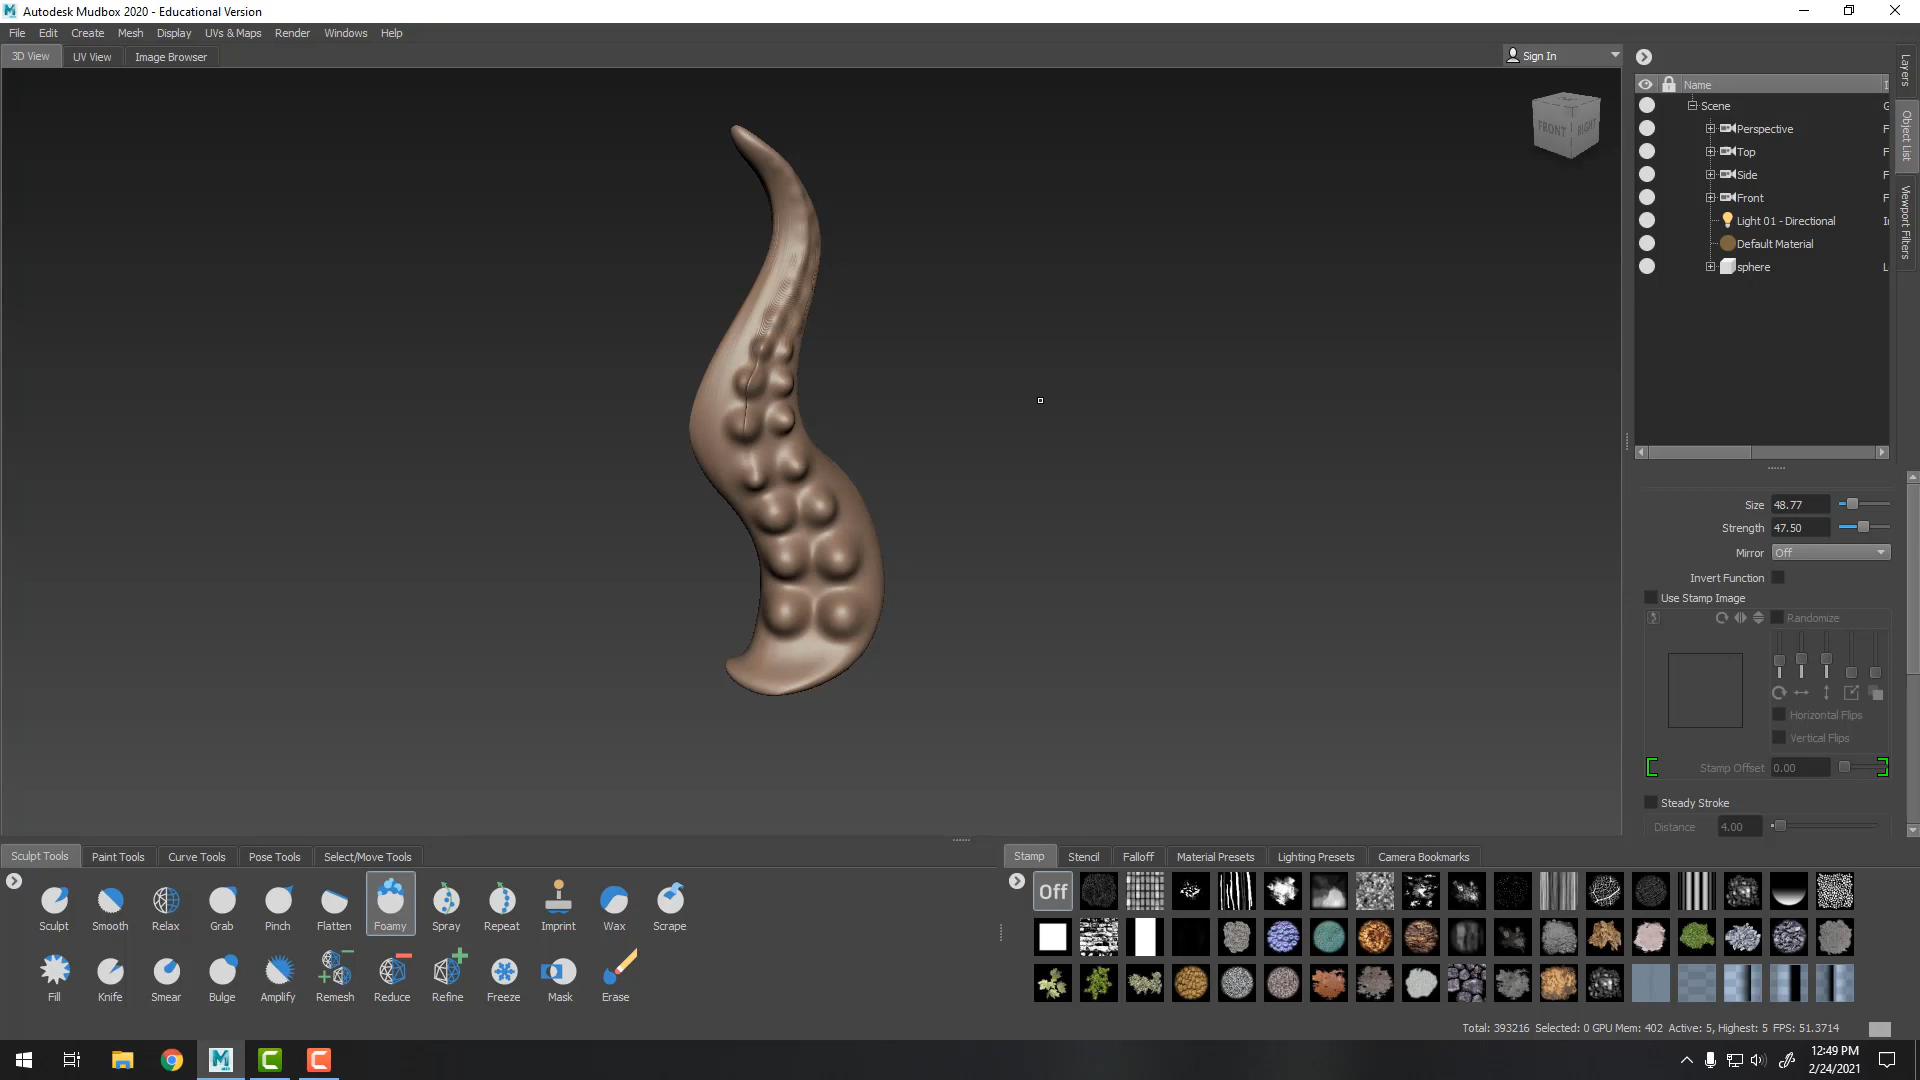 Autodesk Mudbox 2020 - Educational Version
File Edit Create Mesh Display UVs & Maps Render Windows Help
3D View UV View Image Browser
Sign In
FRONT RIGHT
Name
Scene
Perspective
Top
Side
Front
Light 01 - Directional
Default Material
sphere
Layers
Object List
Viewport Filters
Size 48.77
Strength 47.50
Mirror Off
Invert Function
Use Stamp Image
Randomize
Horizontal Flips
Vertical Flips
Stamp Offset 0.00
Steady Stroke
Distance 4.00
Sculpt Tools Paint Tools Curve Tools Pose Tools Select/Move Tools
Sculpt Smooth Relax Grab Pinch Flatten Foamy Spray Repeat Imprint Wax Scrape
Fill Knife Smear Bulge Amplify Remesh Reduce Refine Freeze Mask Erase
Stamp Stencil Falloff Material Presets Lighting Presets Camera Bookmarks
Off
Total: 393216 Selected: 0 GPU Mem: 402 Active: 5, Highest: 5 FPS: 51.3714
12:49 PM
2/24/2021